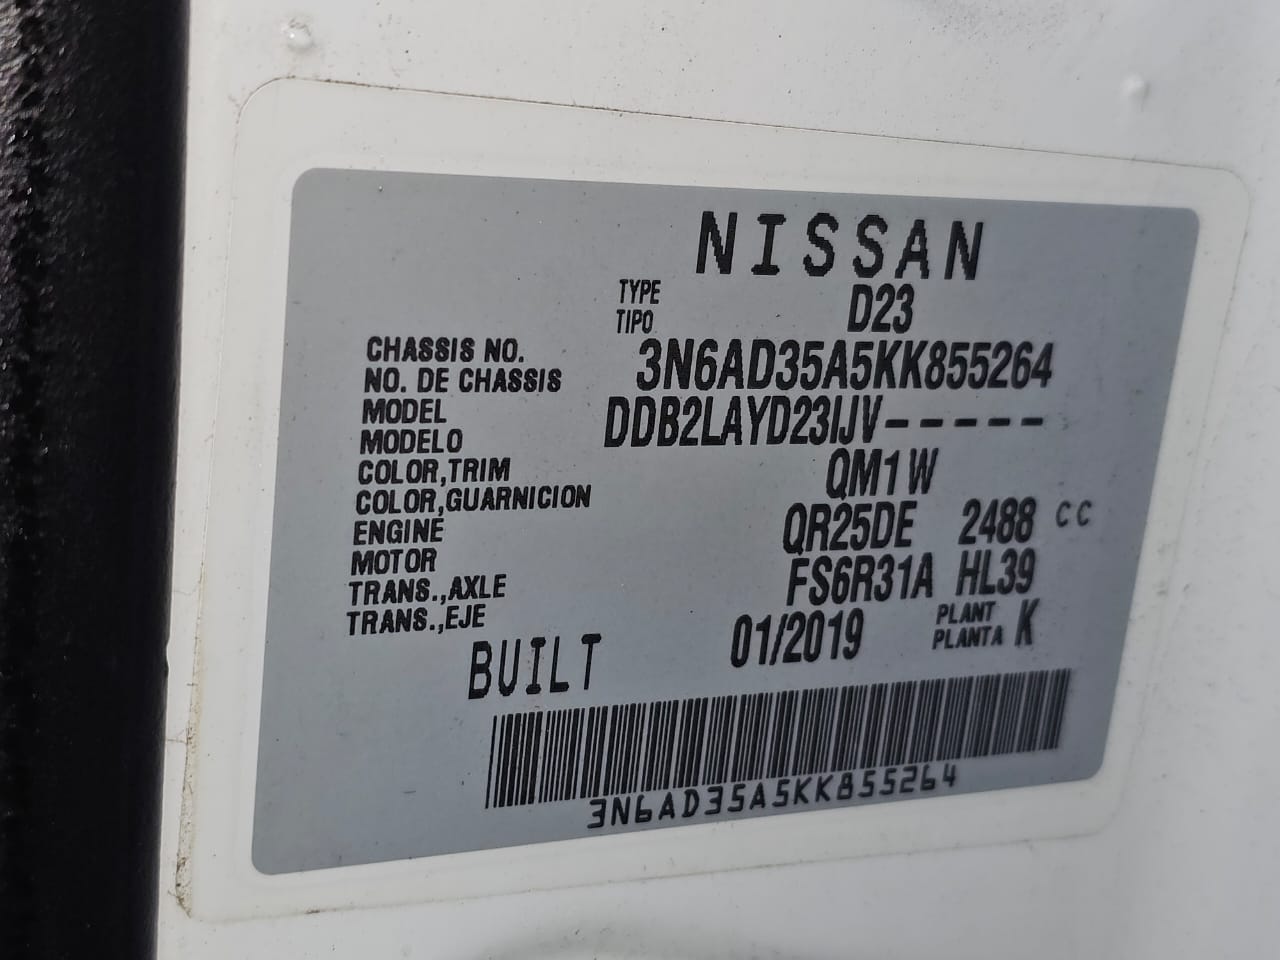 NISSAN
TYPE
TIPO
D23
CHASSIS NO.
NO. DE CHASSIS
3N6AD35A5KK855264
MODEL
MODELO
DDB2LAYD23IJV-----
COLOR,TRIM
COLOR,GUARNICION
QM1 W
ENGINE
MOTOR
QR25DE 2488 CC
TRANS.,AXLE
TRANS.,EJE
FS6R31A HL39
BUILT 01/2019
PLANT
PLANTA
K
3N6AD35A5KK855264